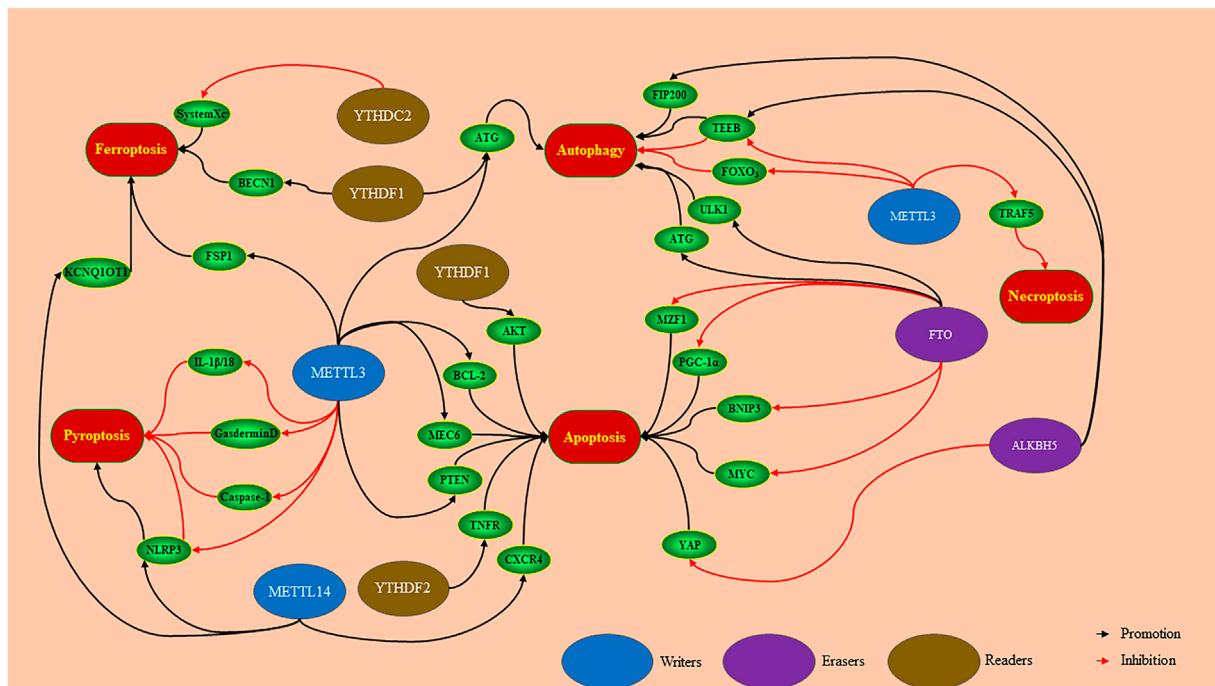 FIP200
SystemXc-
YTHDC2
TEEB
ATG
Ferroptosis
Autophagy
FOXO3
BECN1
YTHDF1
ULK1
METTL3
TRAF5
ATG
FSP1
KCNQ1OT1
YTHDF1
Necroptosis
MZF1
AKT
FTO
IL-1β/18
PGC-1α
METTL3
BCL-2
BNIP3
GasderminD
MEC6
Pyroptosis
Apoptosis
ALKBH5
PTEN
MYC
Caspase-1
TNFR
YAP
NLRP3
CXCR4
METTL14
YTHDF2
Promotion
Writers
Erasers
Readers
Inhibition